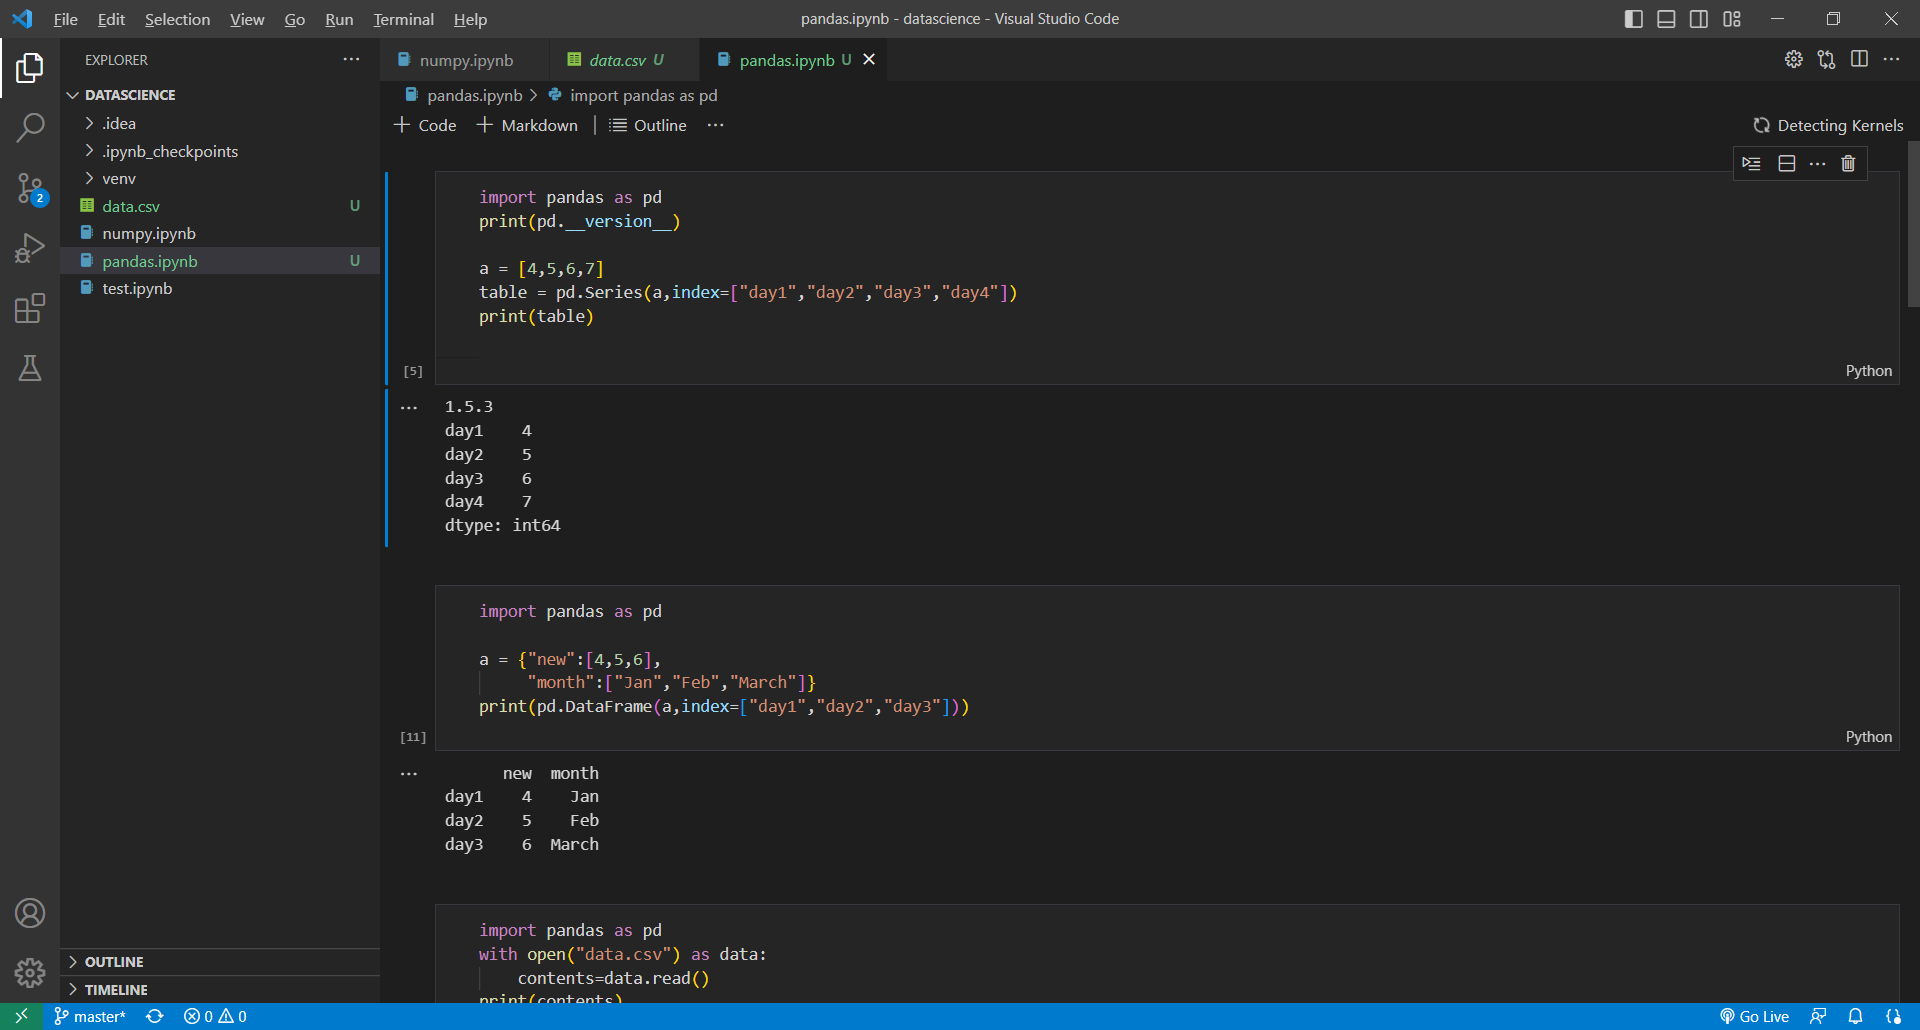 File Edit Selection View Go Run Terminal Help
pandas.ipynb - datascience - Visual Studio Code
EXPLORER
DATASCIENCE
.idea
.ipynb_checkpoints
venv
data.csv U
numpy.ipynb
pandas.ipynb U
test.ipynb
OUTLINE
TIMELINE
numpy.ipynb data.csv U pandas.ipynb U
pandas.ipynb > import pandas as pd
Code Markdown Outline
Detecting Kernels
import pandas as pd
print(pd.__version__)
a = [4,5,6,7]
table = pd.Series(a,index=["day1","day2","day3","day4"])
print(table)
[5]
Python
1.5.3
day1 4
day2 5
day3 6
day4 7
dtype: int64
import pandas as pd
a = {"new":[4,5,6],
"month":["Jan","Feb","March"]}
print(pd.DataFrame(a,index=["day1","day2","day3"]))
[11]
Python
new month
day1 4 Jan
day2 5 Feb
day3 6 March
import pandas as pd
with open("data.csv") as data:
contents=data.read()
print(contents)
2
master* 0 0
Go Live